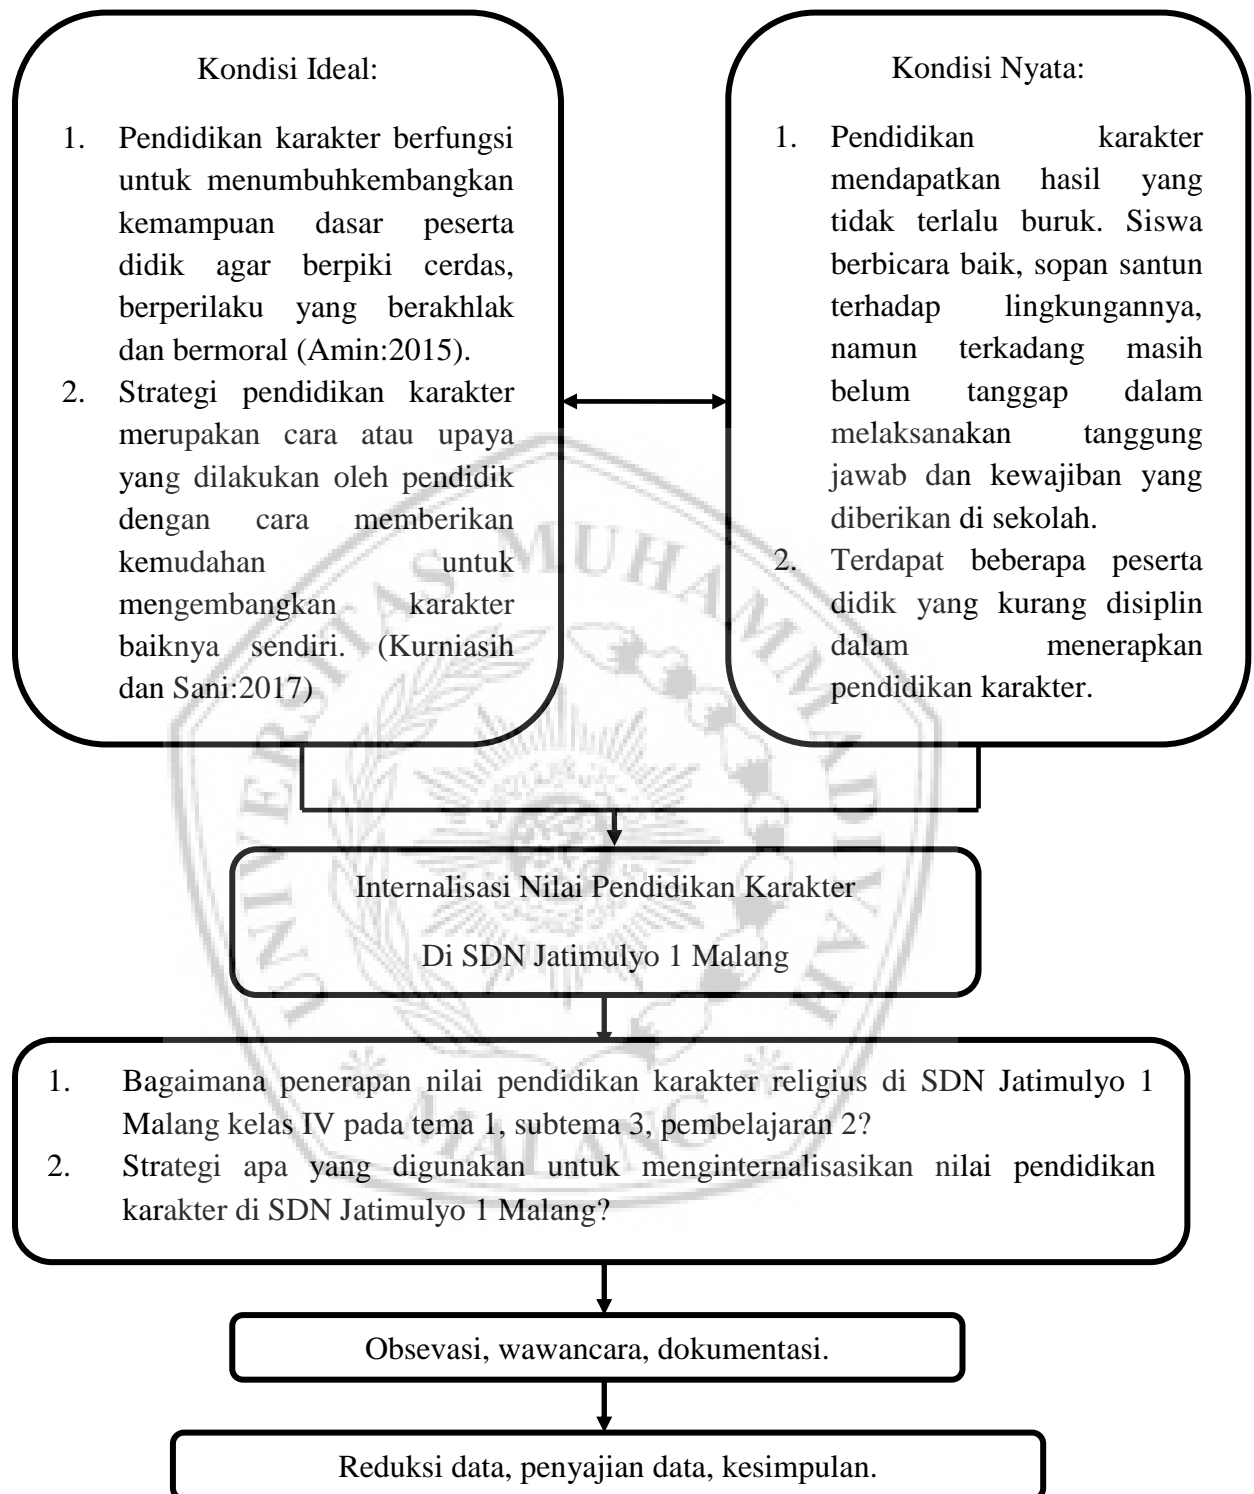 Kondisi Ideal:
1. Pendidikan karakter berfungsi
untuk menumbuhkembangkan
kemampuan dasar peserta
didik agar berpiki cerdas,
berperilaku yang berakhlak
dan bermoral (Amin:2015).
2. Strategi pendidikan karakter
merupakan cara atau upaya
yang dilakukan oleh pendidik
dengan cara memberikan
kemudahan untuk
mengembangkan karakter
baiknya sendiri. (Kurniasih
dan Sani:2017)
Kondisi Nyata:
1. Pendidikan karakter
mendapatkan hasil yang
tidak terlalu buruk. Siswa
berbicara baik, sopan santun
terhadap lingkungannya,
namun terkadang masih
belum tanggap dalam
melaksanakan tanggung
jawab dan kewajiban yang
diberikan di sekolah.
2. Terdapat beberapa peserta
didik yang kurang disiplin
dalam menerapkan
pendidikan karakter.
Internalisasi Nilai Pendidikan Karakter
Di SDN Jatimulyo 1 Malang
1. Bagaimana penerapan nilai pendidikan karakter religius di SDN Jatimulyo 1
Malang kelas IV pada tema 1, subtema 3, pembelajaran 2?
2. Strategi apa yang digunakan untuk menginternalisasikan nilai pendidikan
karakter di SDN Jatimulyo 1 Malang?
Obsevasi, wawancara, dokumentasi.
Reduksi data, penyajian data, kesimpulan.
UNIVERSITAS MUHAMMADIYAH
MALANG